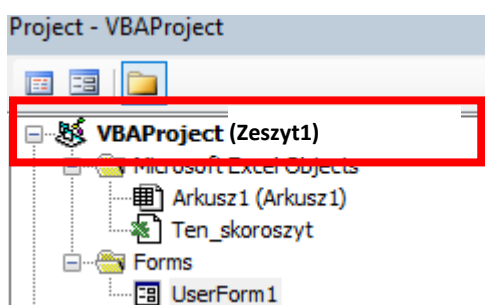 Project - VBAProject
VBAProject (Zeszyt1)
Microsoft Excel Objects
Arkusz1 (Arkusz1)
Ten_skoroszyt
Forms
UserForm1